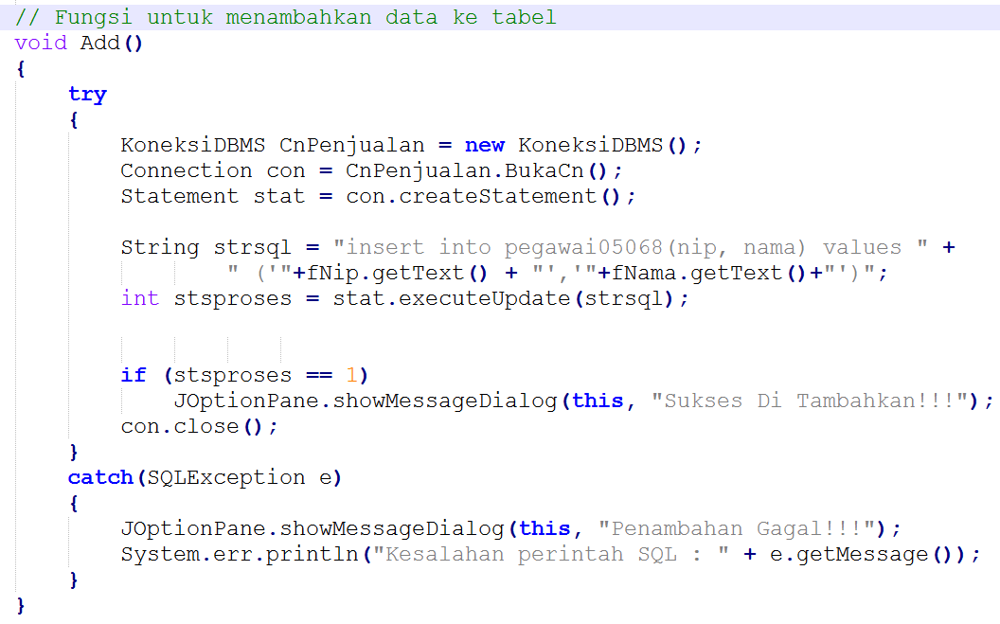 // Fungsi untuk menambahkan data ke tabel
void Add()
{
    try
    {
        KoneksiDBMS CnPenjualan = new KoneksiDBMS();
        Connection con = CnPenjualan.BukaCn();
        Statement stat = con.createStatement();

        String strsql = "insert into pegawai05068(nip, nama) values " +
                " ('"+fNip.getText() + "','"+fNama.getText()+"')";
        int stsproses = stat.executeUpdate(strsql);

        if (stsproses == 1)
            JOptionPane.showMessageDialog(this, "Sukses Di Tambahkan!!!");
        con.close();
    }
    catch(SQLException e)
    {
        JOptionPane.showMessageDialog(this, "Penambahan Gagal!!!");
        System.err.println("Kesalahan perintah SQL : " + e.getMessage());
    }
}